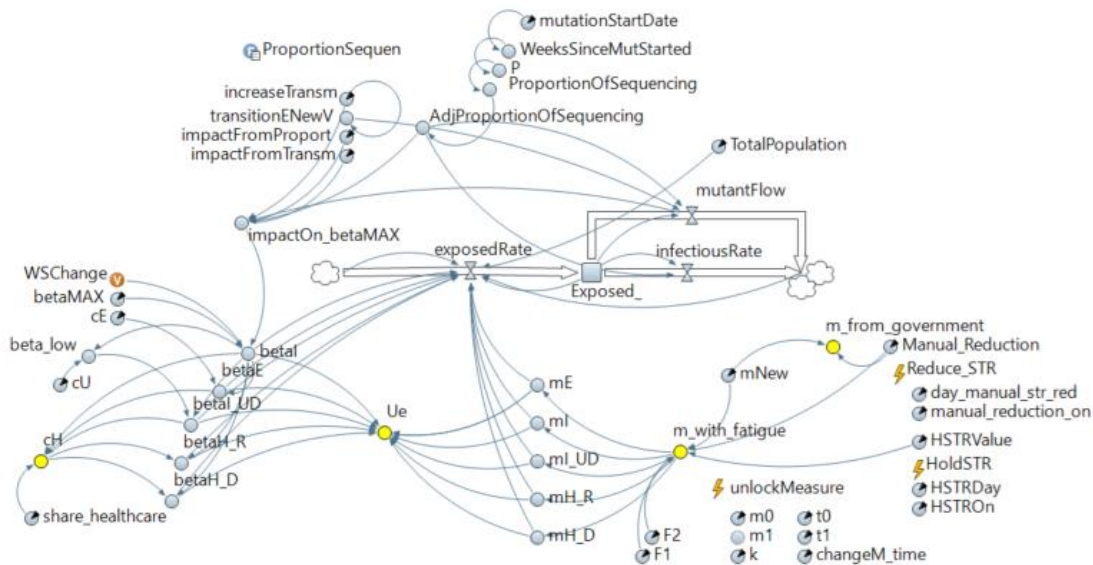 mutationStartDate
ProportionSequen
WeeksSinceMutStarted
P
ProportionOfSequencing
increaseTransm
transitionENewV
AdjProportionOfSequencing
impactFromProport
impactFromTransm
TotalPopulation
mutantFlow
impactOn_betaMAX
exposedRate
infectiousRate
WSChange
V
Exposed_
betaMAX
cE
m_from_government
beta_low
betaI
Manual_Reduction
betaE
Reduce_STR
cU
mE
mNew
day_manual_str_red
betaI_UD
Ue
manual_reduction_on
mI
m_with_fatigue
cH
betaH_R
HSTRValue
mI_UD
HoldSTR
betaH_D
unlockMeasure
HSTRDay
mH_R
HSTROn
share_healthcare
m0
t0
mH_D
F2
m1
t1
F1
k
changeM_time